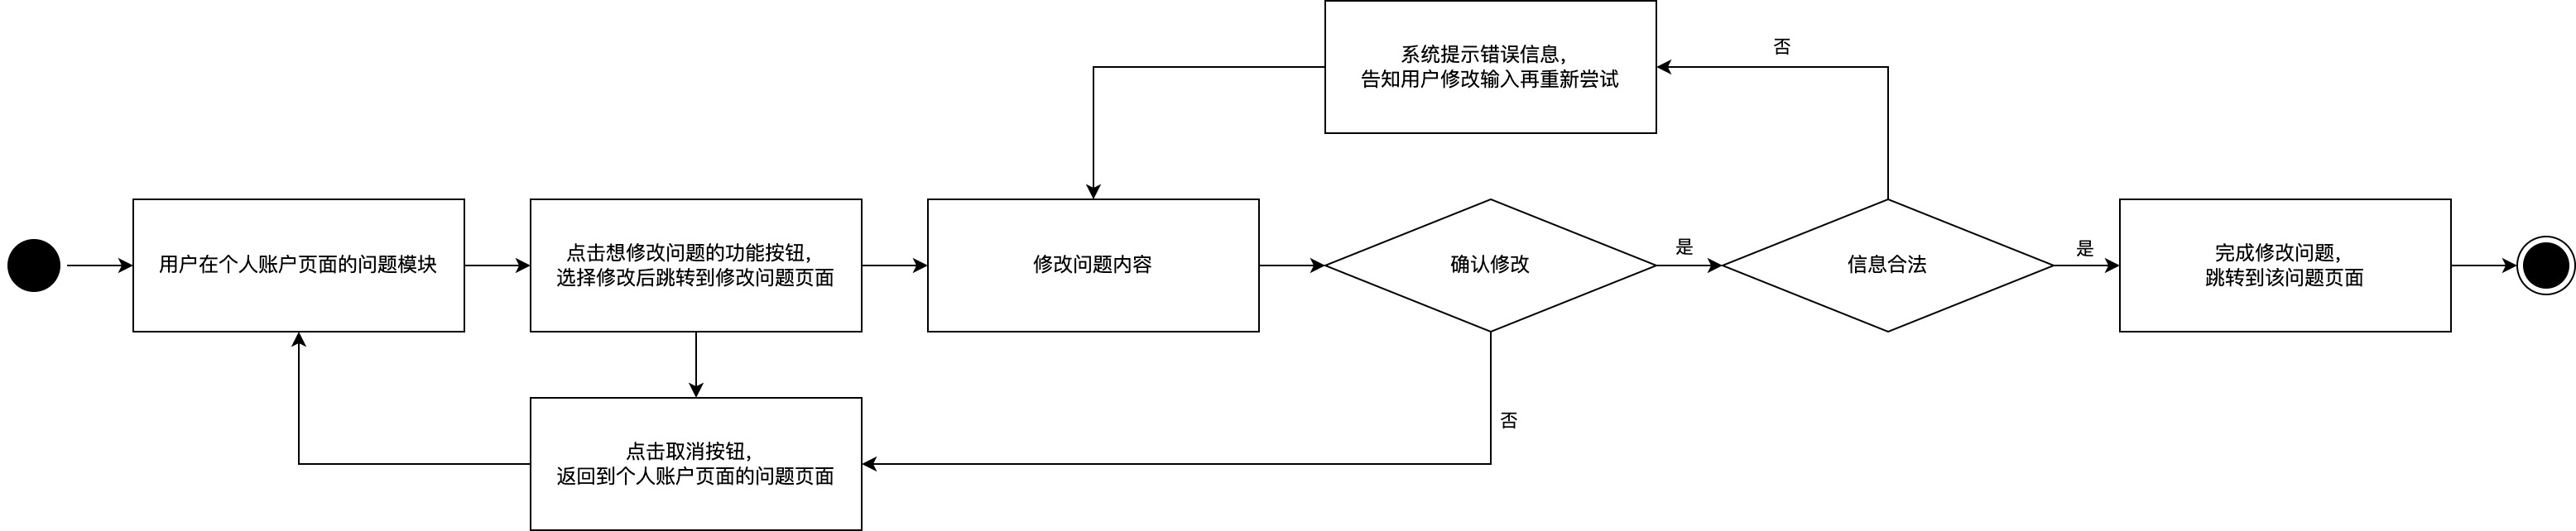 系统提示错误信息，
告知用户修改输入再重新尝试
否
用户在个人账户页面的问题模块
点击想修改问题的功能按钮，
选择修改后跳转到修改问题页面
修改问题内容
确认修改
是
信息合法
是
完成修改问题，
跳转到该问题页面
点击取消按钮，
返回到个人账户页面的问题页面
否